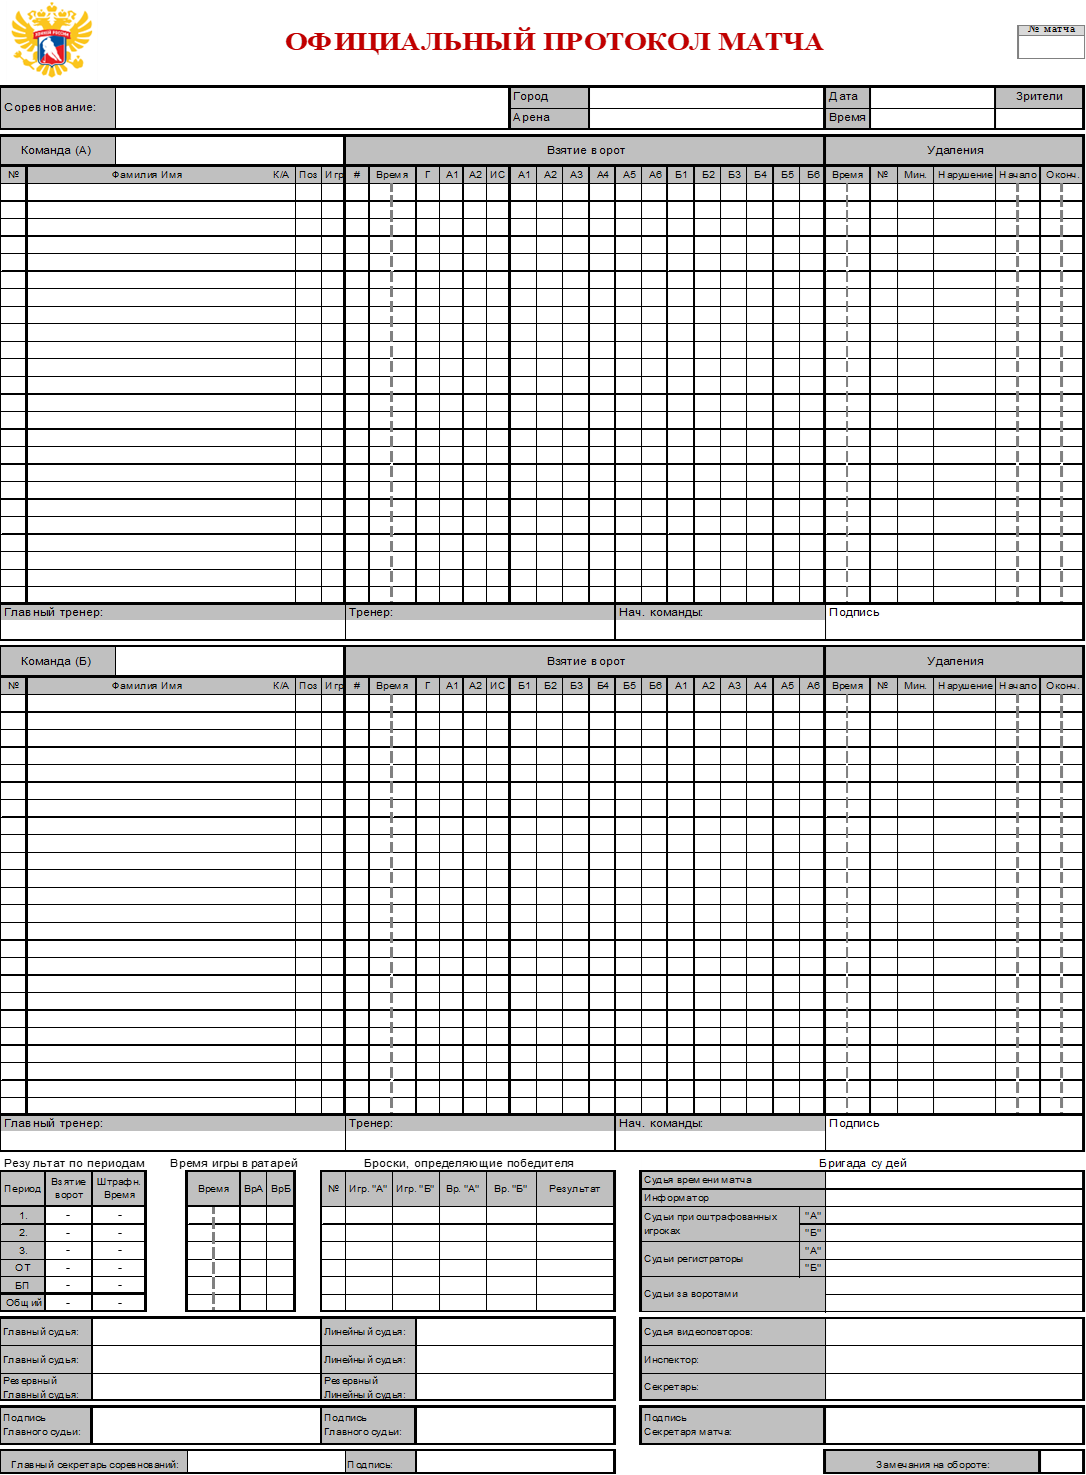 ОФИЦИАЛЬНЫЙ ПРОТОКОЛ МАТЧА
№ матча
Соревнование: Город Дата Зрители
Арена Время
Команда (А) Взятие ворот Удаления
№ Фамилия Имя К/А Поз Игр # Время Г А1 А2 ИС А1 А2 А3 А4 А5 А6 Б1 Б2 Б3 Б4 Б5 Б6 Время № Мин. Нарушение Начало Оконч.
Главный тренер: Тренер: Нач. команды: Подпись
Команда (Б) Взятие ворот Удаления
№ Фамилия Имя К/А Поз Игр # Время Г А1 А2 ИС Б1 Б2 Б3 Б4 Б5 Б6 А1 А2 А3 А4 А5 А6 Время № Мин. Нарушение Начало Оконч.
Главный тренер: Тренер: Нач. команды: Подпись
Результат по периодам Время игры вратарей Броски, определяющие победителя Бригада судей
Период Взятие ворот Штрафн. Время
1. - -
2. - -
3. - -
ОТ - -
БП - -
Общий - -
Время ВрА ВрБ
№ Игр. "А" Игр. "Б" Вр. "А" Вр. "Б" Результат
Судья времени матча
Информатор
Судьи при оштрафованных игроках "А"
"Б"
Судьи регистраторы "А"
"Б"
Судьи за воротами
Главный судья: Линейный судья: Судья видеоповторов:
Главный судья: Линейный судья: Инспектор:
Резервный Главный судья: Резервный Линейный судья: Секретарь:
Подпись Главного судьи: Подпись Главного судьи: Подпись Секретаря матча:
Главный секретарь соревнований: Подпись: Замечания на обороте: